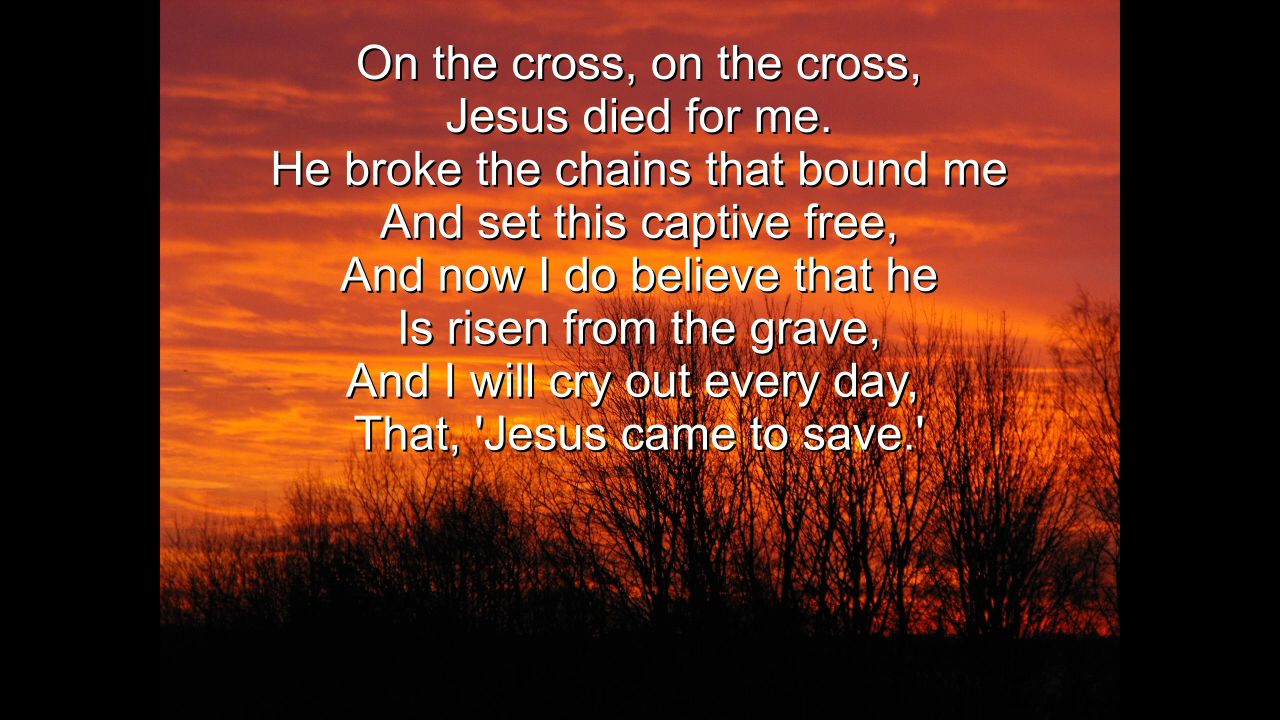 On the cross, on the cross,
Jesus died for me.
He broke the chains that bound me
And set this captive free,
And now I do believe that he
Is risen from the grave,
And I will cry out every day,
That, 'Jesus came to save.'